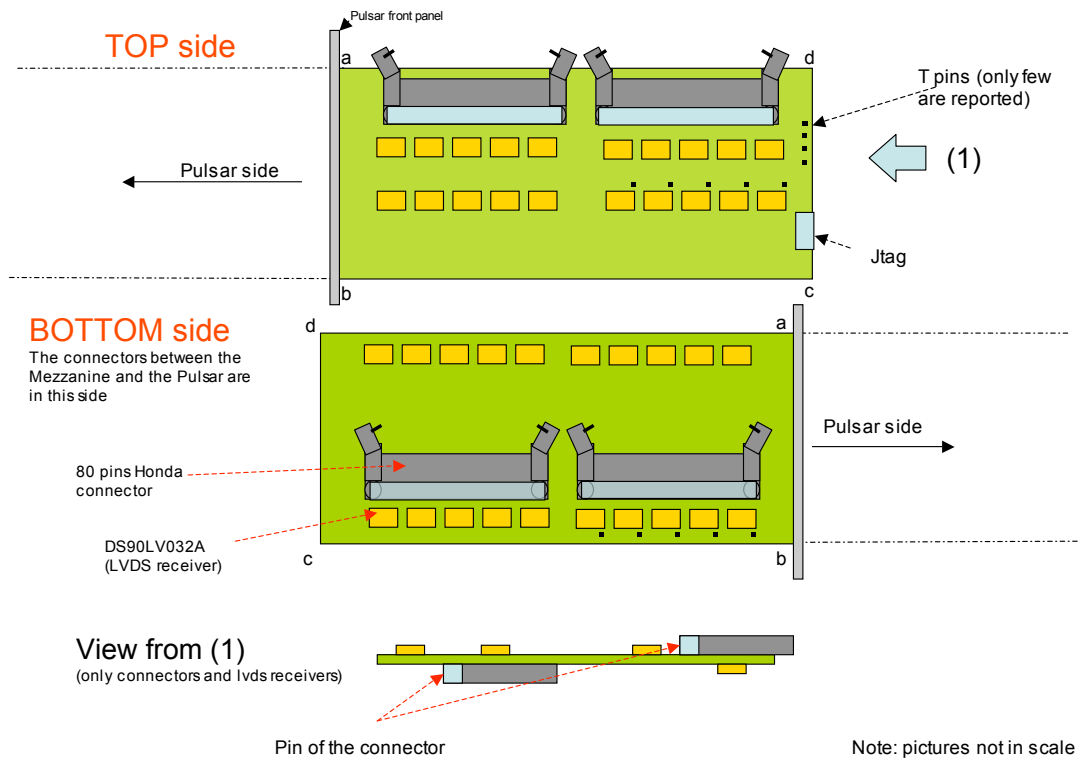 Pulsar front panel
TOP side
a
d
T pins (only few
are reported)
(1)
Pulsar side
Jtag
b
c
BOTTOM side
The connectors between the
Mezzanine and the Pulsar are
in this side
d
a
Pulsar side
80 pins Honda
connector
DS90LV032A
(LVDS receiver)
c
b
View from (1)
(only connectors and lvds receivers)
Pin of the connector
Note: pictures not in scale